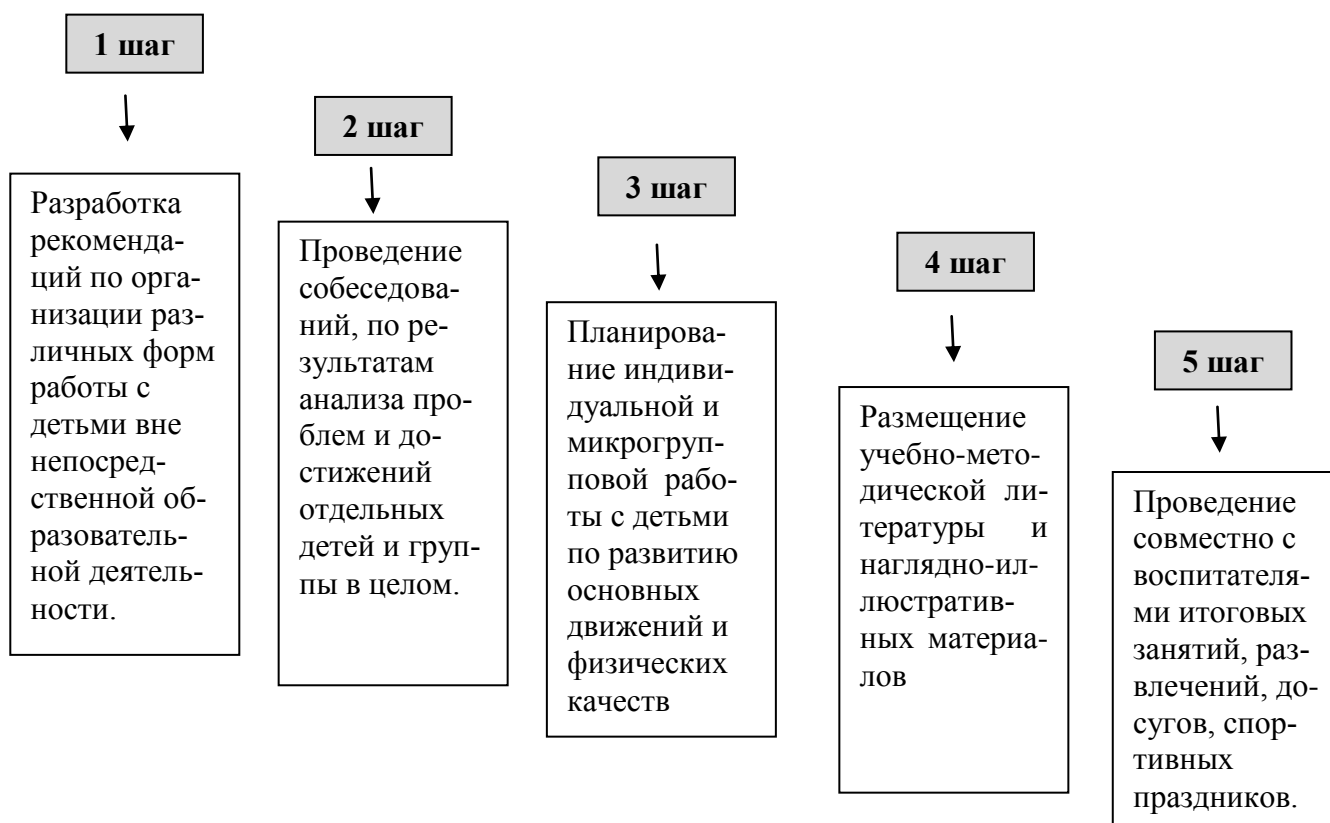 1 шаг
Разработка
рекоменда-
ций по орга-
низации раз-
личных форм
работы с
детьми вне
непосред-
ственной об-
разователь-
ной деятель-
ности.
2 шаг
Проведение
собеседова-
ний, по ре-
зультатам
анализа про-
блем и до-
стижений
отдельных
детей и груп-
пы в целом.
3 шаг
Планирова-
ние индиви-
дуальной и
микрогруп-
повой рабо-
ты с детьми
по развитию
основных
движений и
физических
качеств
4 шаг
Размещение
учебно-мето-
дической ли-
тературы и
наглядно-ил-
люстратив-
ных материа-
лов
5 шаг
Проведение
совместно с
воспитателя-
ми итоговых
занятий, раз-
влечений, до-
сугов, спор-
тивных
праздников.